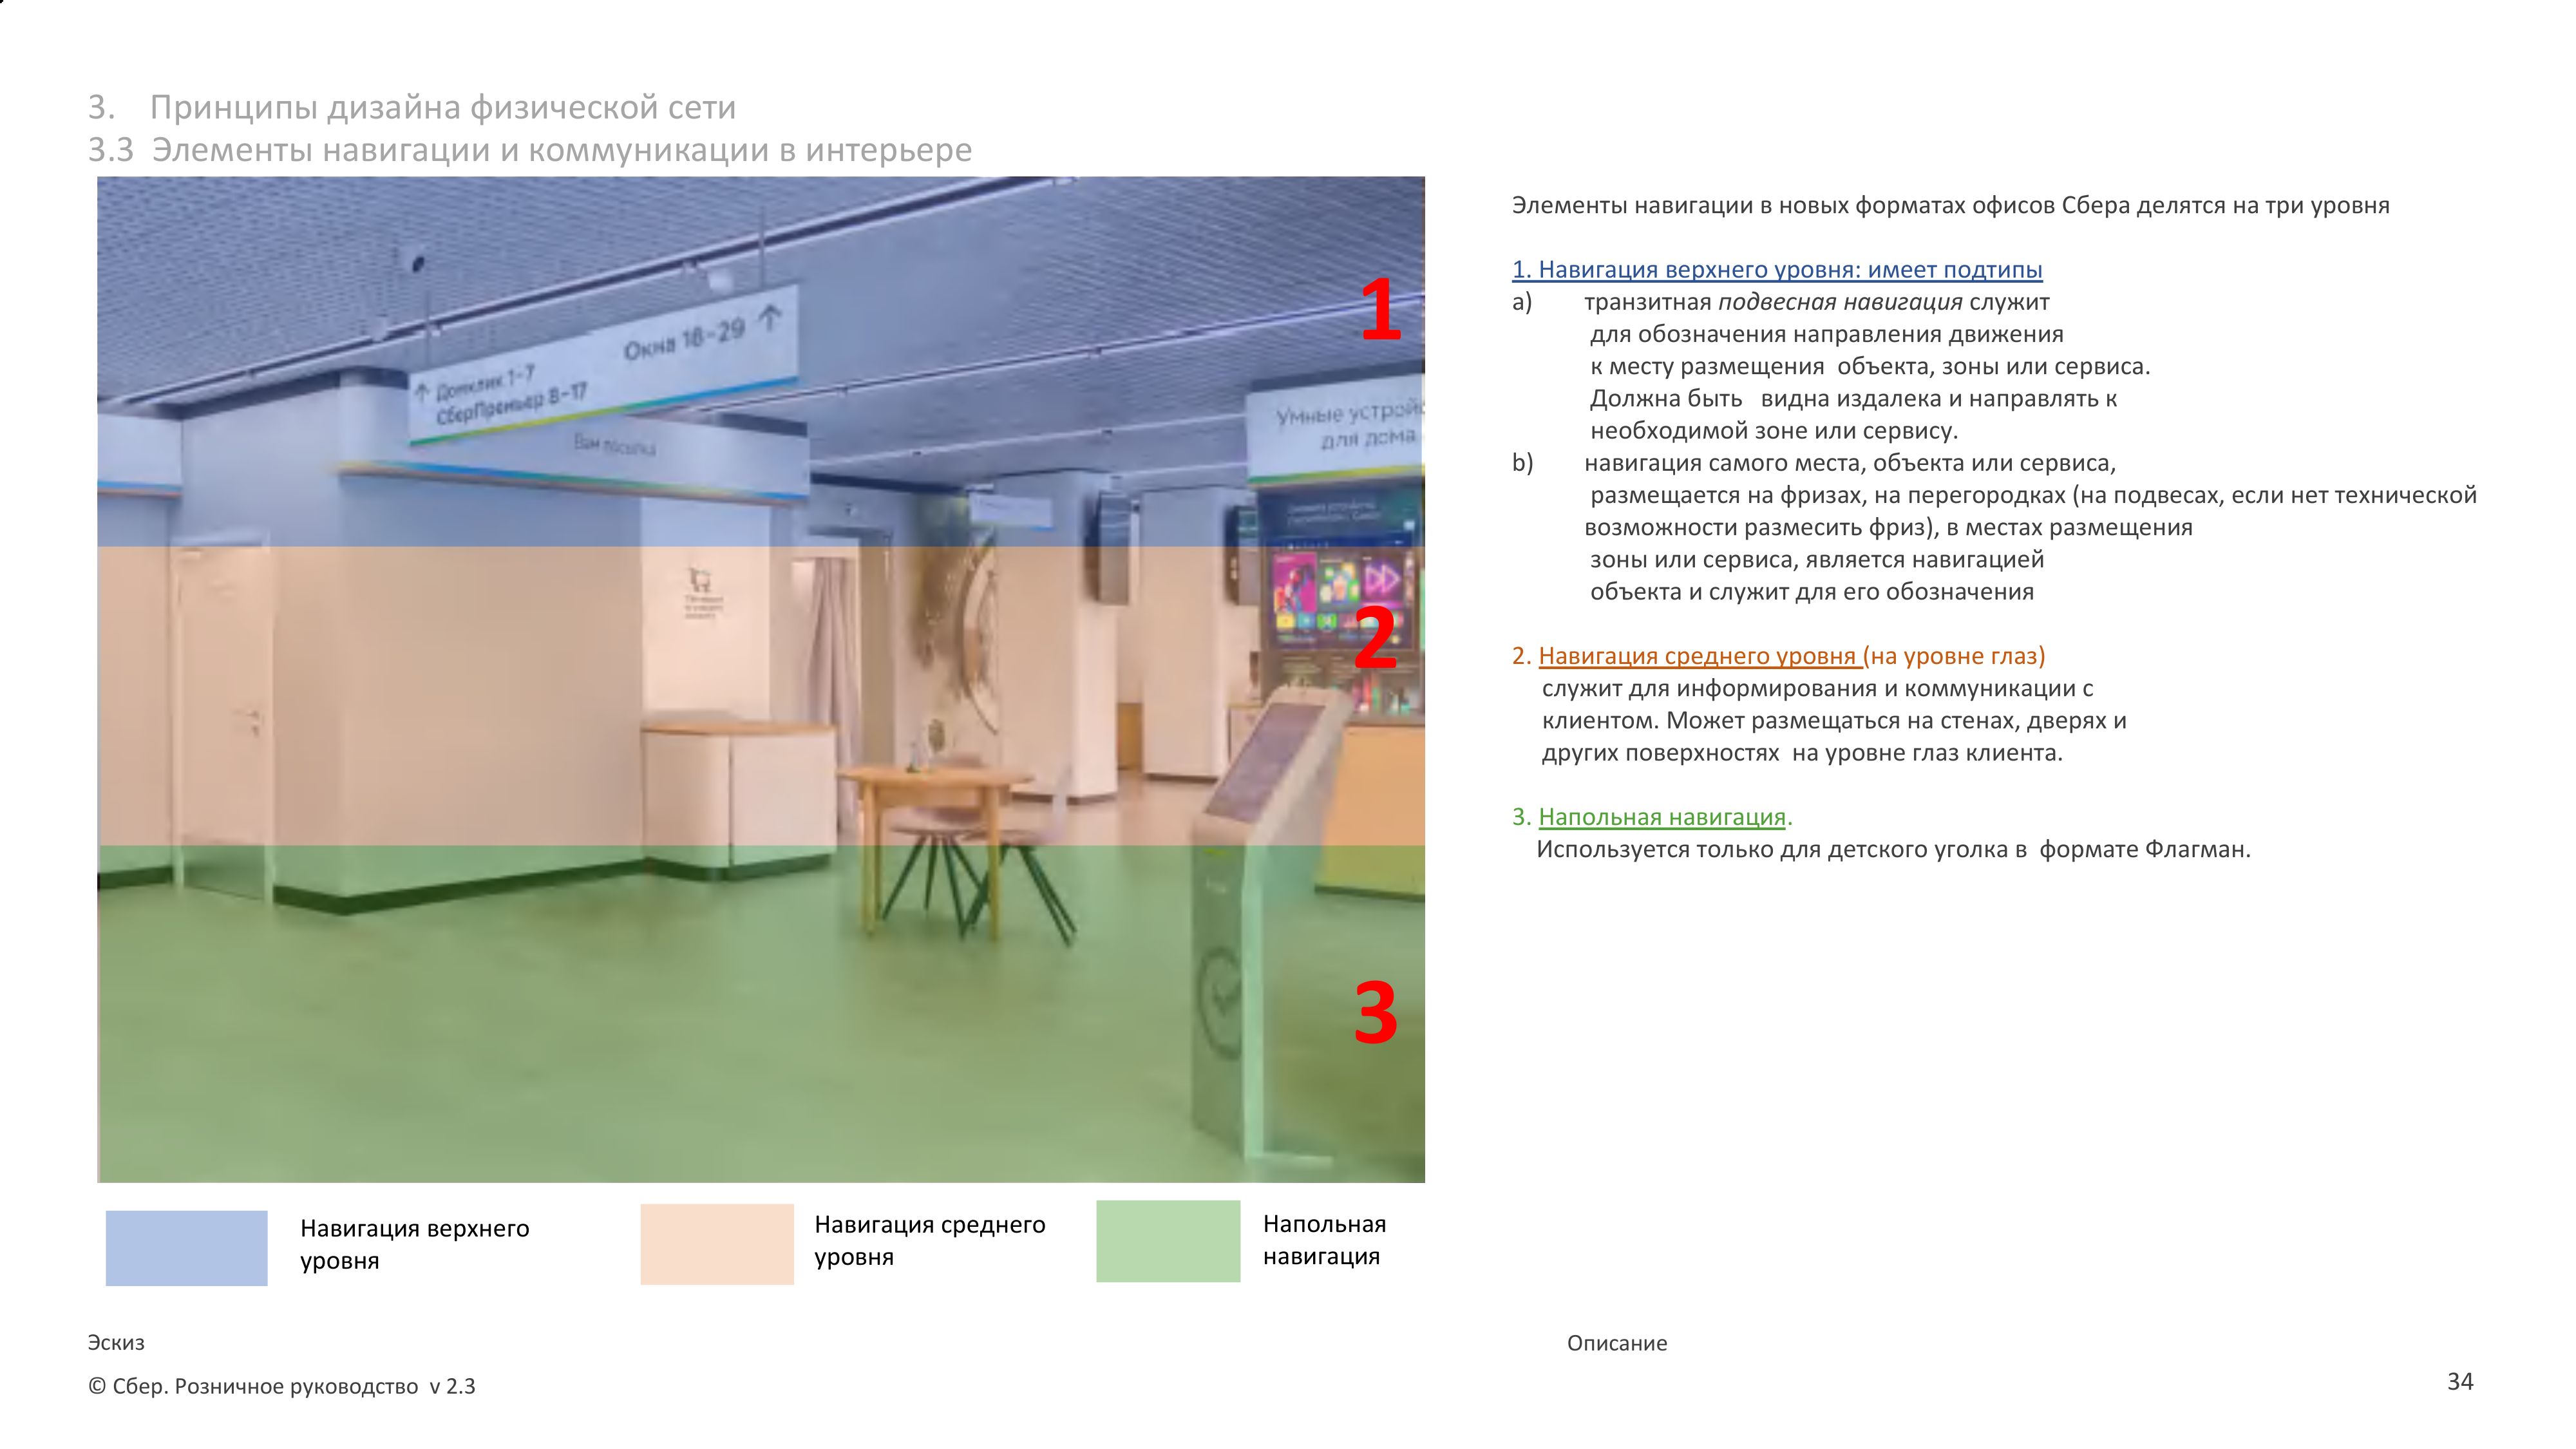 3. Принципы дизайна физической сети
3.3 Элементы навигации и коммуникации в интерьере
Окна 18-29 ↑
↑ Домклик 1-7
СберПремьер 8-17
Вам посылка
Умные устройс
для дома
1
2
3
Навигация верхнего
уровня
Навигация среднего
уровня
Напольная
навигация
Элементы навигации в новых форматах офисов Сбера делятся на три уровня
1. Навигация верхнего уровня: имеет подтипы
a) транзитная подвесная навигация служит
для обозначения направления движения
к месту размещения объекта, зоны или сервиса.
Должна быть видна издалека и направлять к
необходимой зоне или сервису.
b) навигация самого места, объекта или сервиса,
размещается на фризах, на перегородках (на подвесах, если нет технической
возможности размесить фриз), в местах размещения
зоны или сервиса, является навигацией
объекта и служит для его обозначения
2. Навигация среднего уровня (на уровне глаз)
служит для информирования и коммуникации с
клиентом. Может размещаться на стенах, дверях и
других поверхностях на уровне глаз клиента.
3. Напольная навигация.
Используется только для детского уголка в формате Флагман.
Эскиз
Описание
© Сбер. Розничное руководство v 2.3
34